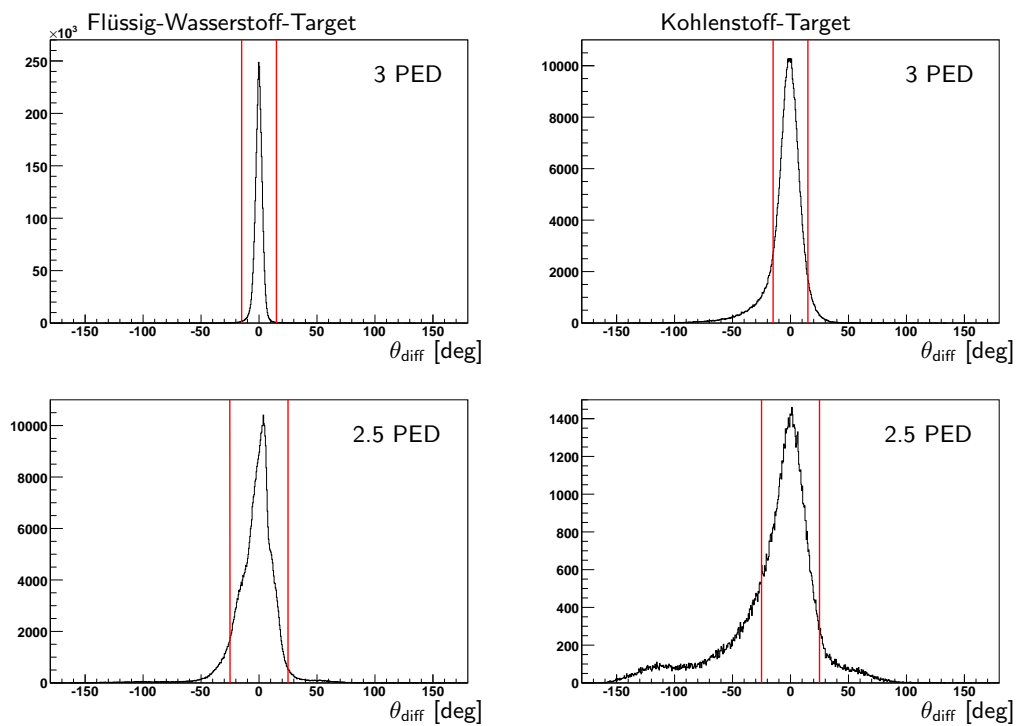 Flüssig-Wasserstoff-Target
Kohlenstoff-Target
×10³
3 PED
250
200
150
100
50
0
-150 -100 -50 0 50 100 150
θdiff [deg]
3 PED
10000
8000
6000
4000
2000
0
-150 -100 -50 0 50 100 150
θdiff [deg]
2.5 PED
10000
8000
6000
4000
2000
0
-150 -100 -50 0 50 100 150
θdiff [deg]
2.5 PED
1400
1200
1000
800
600
400
200
0
-150 -100 -50 0 50 100 150
θdiff [deg]